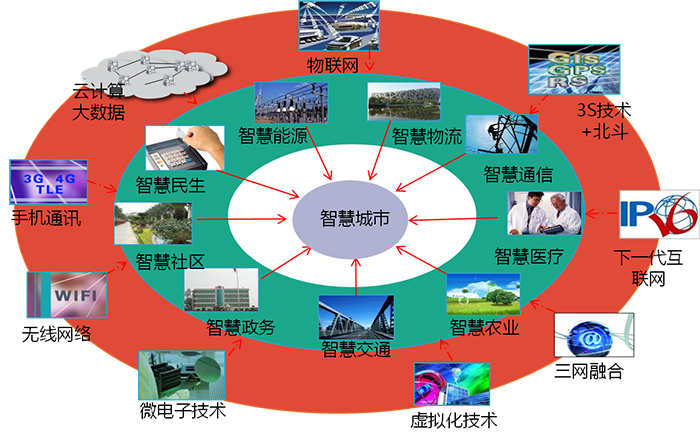 物联网
云计算
大数据
GIS
GPS
RS
3S技术
+北斗
智慧能源
智慧物流
智慧民生
智慧通信
3G 4G
TLE
手机通讯
智慧城市
IPv6
下一代互
联网
智慧社区
智慧医疗
WIFI
无线网络
智慧政务
智慧交通
智慧农业
@
三网融合
微电子技术
虚拟化技术